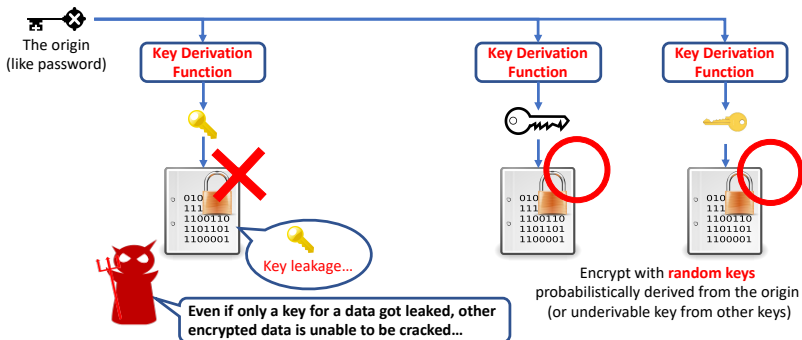 The origin
(like password)
Key Derivation
Function
Key Derivation
Function
Key Derivation
Function
010
111
1100110
1101101
1100001
010
111
1100110
1101101
1100001
010
111
1100110
1101101
1100001
Key leakage...
Encrypt with random keys
probabilistically derived from the origin
(or underivable key from other keys)
Even if only a key for a data got leaked, other
encrypted data is unable to be cracked...